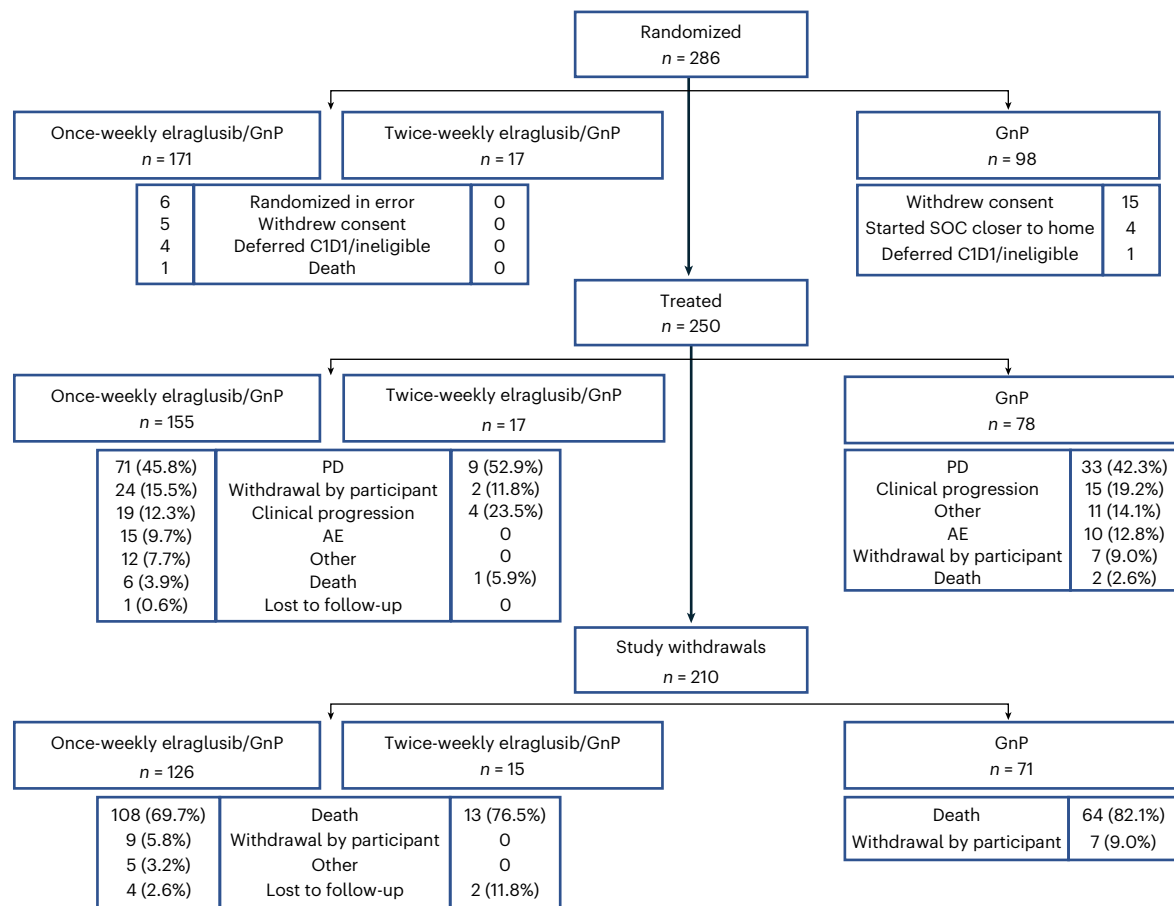 Randomized
n = 286
Once-weekly elraglusib/GnP
n = 171
Twice-weekly elraglusib/GnP
n = 17
GnP
n = 98
6 Randomized in error 0
5 Withdrew consent 0
4 Deferred C1D1/ineligible 0
1 Death 0
Withdrew consent 15
Started SOC closer to home 4
Deferred C1D1/ineligible 1
Treated
n = 250
Once-weekly elraglusib/GnP
n = 155
Twice-weekly elraglusib/GnP
n = 17
GnP
n = 78
71 (45.8%) PD 9 (52.9%)
24 (15.5%) Withdrawal by participant 2 (11.8%)
19 (12.3%) Clinical progression 4 (23.5%)
15 (9.7%) AE 0
12 (7.7%) Other 0
6 (3.9%) Death 1 (5.9%)
1 (0.6%) Lost to follow-up 0
PD 33 (42.3%)
Clinical progression 15 (19.2%)
Other 11 (14.1%)
AE 10 (12.8%)
Withdrawal by participant 7 (9.0%)
Death 2 (2.6%)
Study withdrawals
n = 210
Once-weekly elraglusib/GnP
n = 126
Twice-weekly elraglusib/GnP
n = 15
GnP
n = 71
108 (69.7%) Death 13 (76.5%)
9 (5.8%) Withdrawal by participant 0
5 (3.2%) Other 0
4 (2.6%) Lost to follow-up 2 (11.8%)
Death 64 (82.1%)
Withdrawal by participant 7 (9.0%)